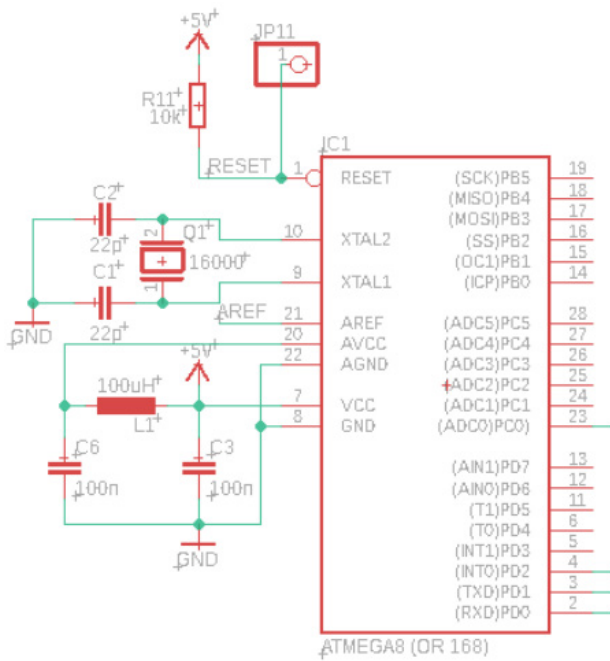 +5V
JP11
1
R11
10k
RESET
IC1
1
RESET
(SCK)PB5
19
(MISO)PB4
18
(MOSI)PB3
17
C2
22p
2
Q1
16000
1
10
XTAL2
(SS)PB2
16
(OC1)PB1
15
C1
22p
9
XTAL1
(ICP)PB0
14
GND
AREF
21
AREF
(ADC5)PC5
28
20
AVCC
(ADC4)PC4
27
+5V
22
AGND
(ADC3)PC3
26
(ADC2)PC2
25
100uH
L1
7
VCC
(ADC1)PC1
24
8
GND
(ADC0)PC0
23
C6
100n
C3
100n
GND
(AIN1)PD7
13
(AIN0)PD6
12
(T1)PD5
11
(T0)PD4
6
(INT1)PD3
5
(INT0)PD2
4
(TXD)PD1
3
(RXD)PD0
2
ATMEGA8 (OR 168)